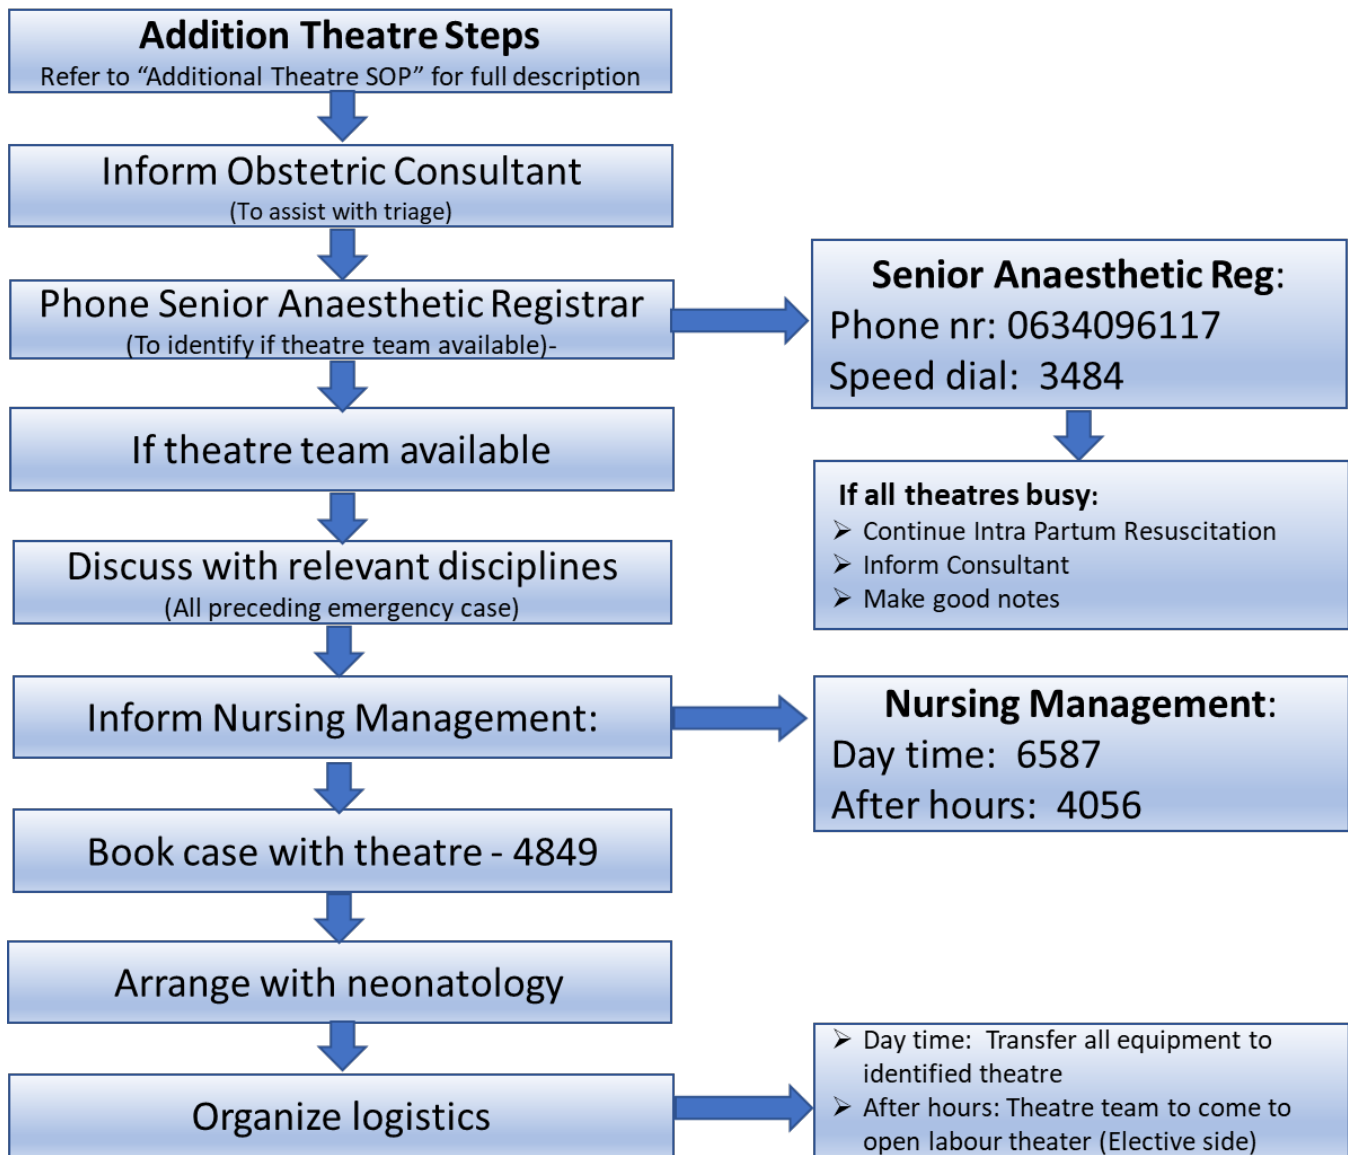 Addition Theatre Steps
Refer to “Additional Theatre SOP” for full description
Inform Obstetric Consultant
(To assist with triage)
Phone Senior Anaesthetic Registrar
(To identify if theatre team available)-
Senior Anaesthetic Reg:
Phone nr: 0634096117
Speed dial: 3484
If theatre team available
If all theatres busy:
➢ Continue Intra Partum Resuscitation
➢ Inform Consultant
➢ Make good notes
Discuss with relevant disciplines
(All preceding emergency case)
Inform Nursing Management:
Nursing Management:
Day time: 6587
After hours: 4056
Book case with theatre - 4849
Arrange with neonatology
Organize logistics
➢ Day time: Transfer all equipment to
identified theatre
➢ After hours: Theatre team to come to
open labour theater (Elective side)